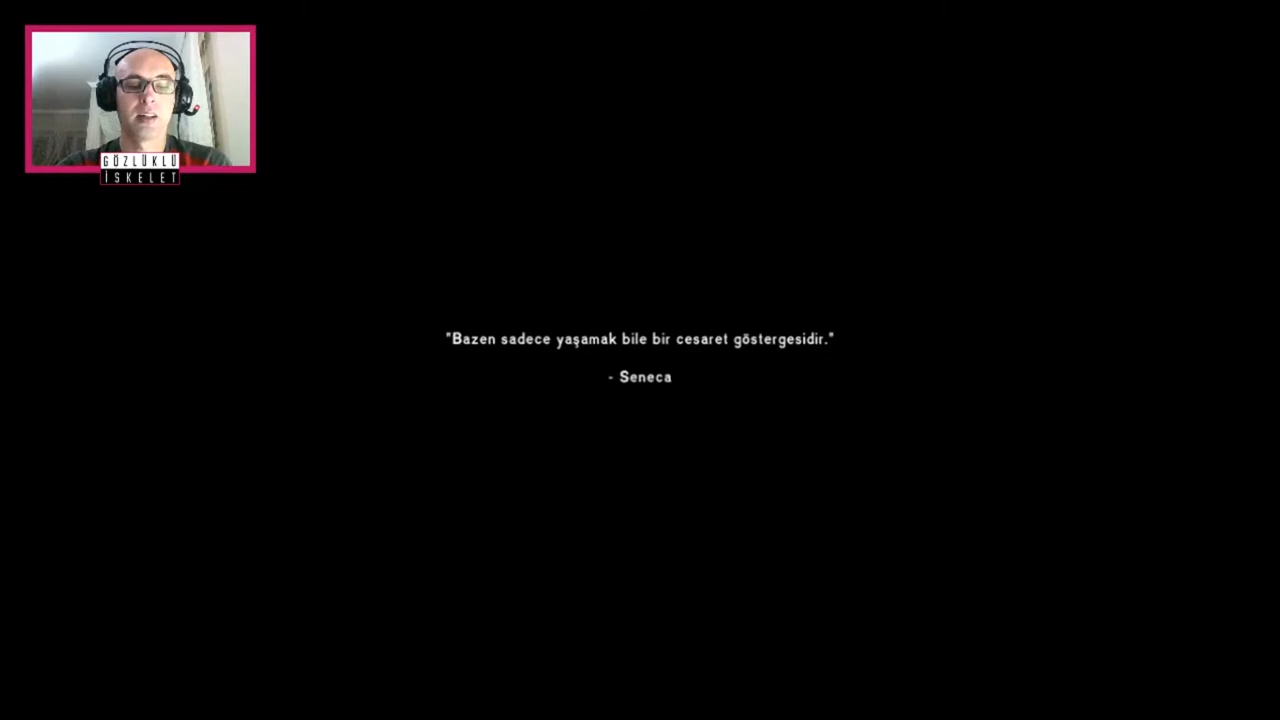 GÖZLÜKLÜ
İSKELET
"Bazen sadece yaşamak bile bir cesaret göstergesidir."
- Seneca